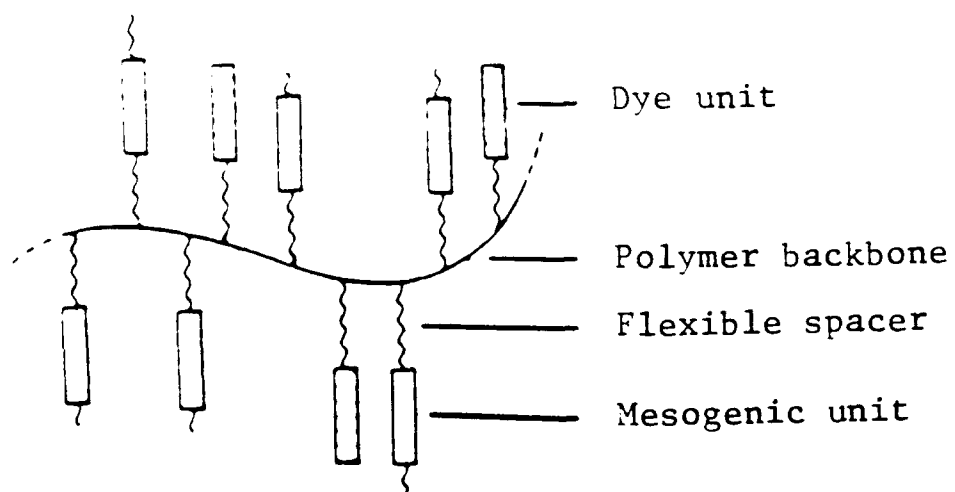 Dye unit
Polymer backbone
Flexible spacer
Mesogenic unit